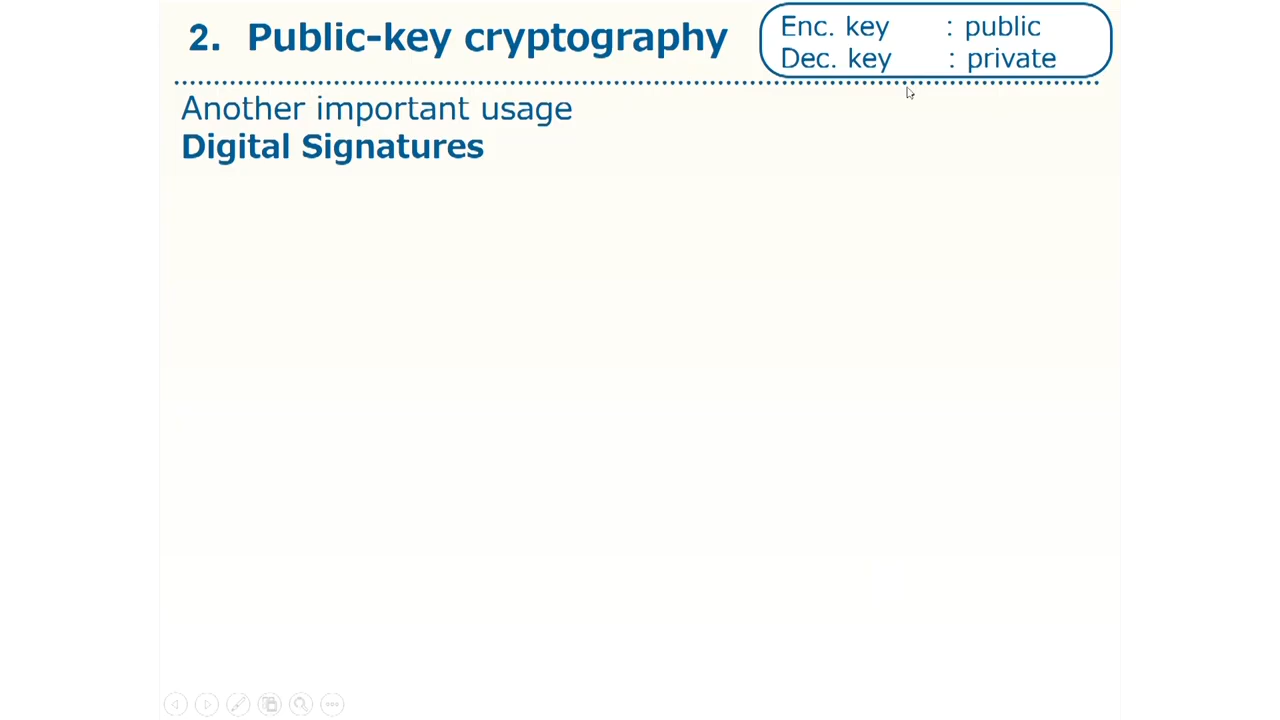 2. Public-key cryptography
Enc. key : public
Dec. key : private
Another important usage
Digital Signatures